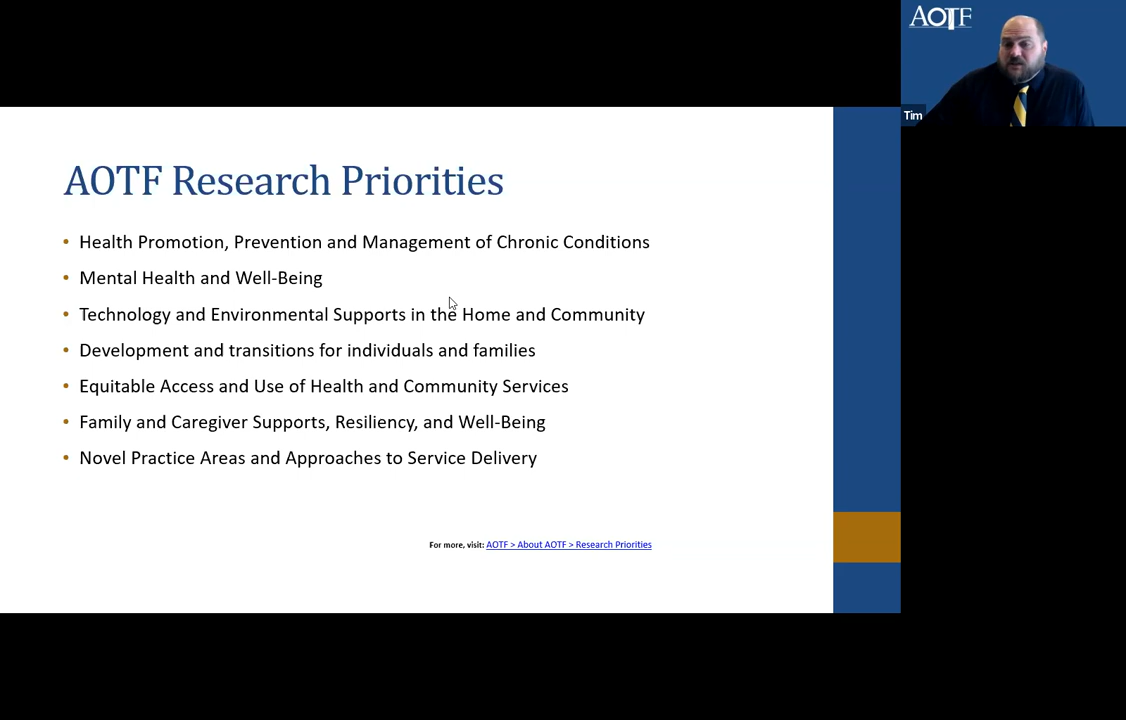 AOTF
Tim
AOTF Research Priorities
• Health Promotion, Prevention and Management of Chronic Conditions
• Mental Health and Well-Being
• Technology and Environmental Supports in the Home and Community
• Development and transitions for individuals and families
• Equitable Access and Use of Health and Community Services
• Family and Caregiver Supports, Resiliency, and Well-Being
• Novel Practice Areas and Approaches to Service Delivery
For more, visit: AOTF > About AOTF > Research Priorities